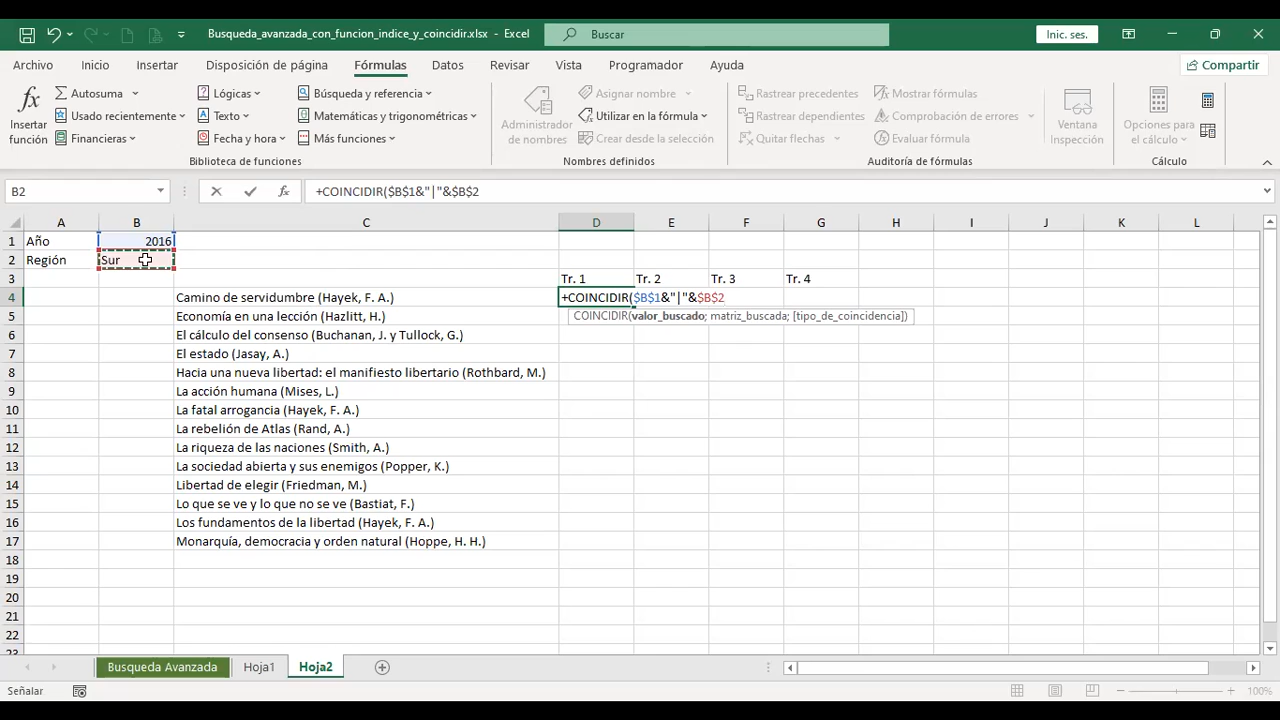 Busqueda_avanzada_con_funcion_indice_y_coincidir.xlsx - Excel
Buscar
Inic. ses.
Archivo Inicio Insertar Disposición de página Fórmulas Datos Revisar Vista Programador Ayuda
Compartir
fx Insertar función
Autosuma
Usado recientemente
Financieras
Lógicas
Texto
Fecha y hora
Búsqueda y referencia
Matemáticas y trigonométricas
Más funciones
Biblioteca de funciones
Administrador de nombres
Asignar nombre
Utilizar en la fórmula
Crear desde la selección
Nombres definidos
Rastrear precedentes
Rastrear dependientes
Quitar flechas
Mostrar fórmulas
Comprobación de errores
Evaluar fórmula
Auditoría de fórmulas
Ventana Inspección
Opciones para el cálculo
Cálculo
B2
fx
+COINCIDIR($B$1&"|"&$B$2
A B C D E F G H I J K L
1 Año 2016
2 Región Sur
3 Tr. 1 Tr. 2 Tr. 3 Tr. 4
4 Camino de servidumbre (Hayek, F. A.) +COINCIDIR($B$1&"|"&$B$2
5 Economía en una lección (Hazlitt, H.) COINCIDIR(valor_buscado; matriz_buscada; [tipo_de_coincidencia])
6 El cálculo del consenso (Buchanan, J. y Tullock, G.)
7 El estado (Jasay, A.)
8 Hacia una nueva libertad: el manifiesto libertario (Rothbard, M.)
9 La acción humana (Mises, L.)
10 La fatal arrogancia (Hayek, F. A.)
11 La rebelión de Atlas (Rand, A.)
12 La riqueza de las naciones (Smith, A.)
13 La sociedad abierta y sus enemigos (Popper, K.)
14 Libertad de elegir (Friedman, M.)
15 Lo que se ve y lo que no se ve (Bastiat, F.)
16 Los fundamentos de la libertad (Hayek, F. A.)
17 Monarquía, democracia y orden natural (Hoppe, H. H.)
18
19
20
21
22
23
Busqueda Avanzada Hoja1 Hoja2
Señalar
100%